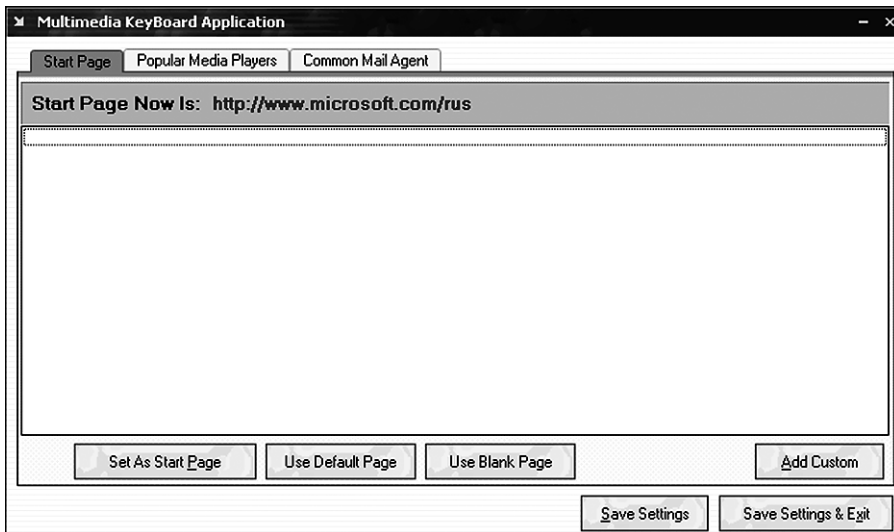 Multimedia KeyBoard Application
Start Page Popular Media Players Common Mail Agent
Start Page Now Is: http://www.microsoft.com/rus
Set As Start Page Use Default Page Use Blank Page Add Custom
Save Settings Save Settings & Exit